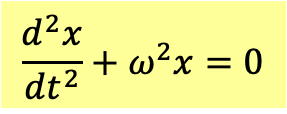 d²x/dt² + ω²x = 0